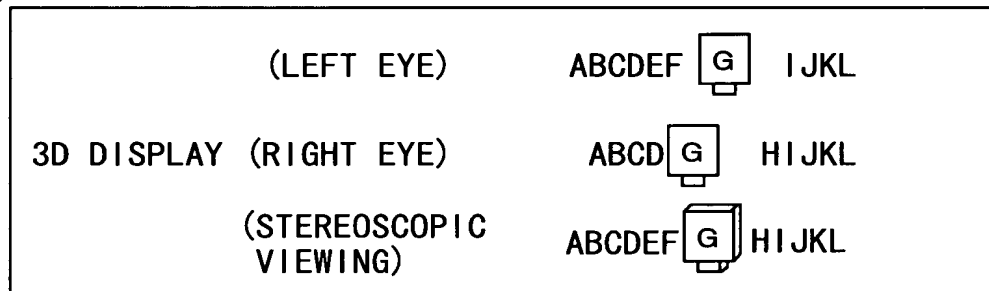 (LEFT EYE) ABCDEF G IJKL
3D DISPLAY (RIGHT EYE) ABCD G HIJKL
(STEREOSCOPIC
VIEWING) ABCDEF G HIJKL